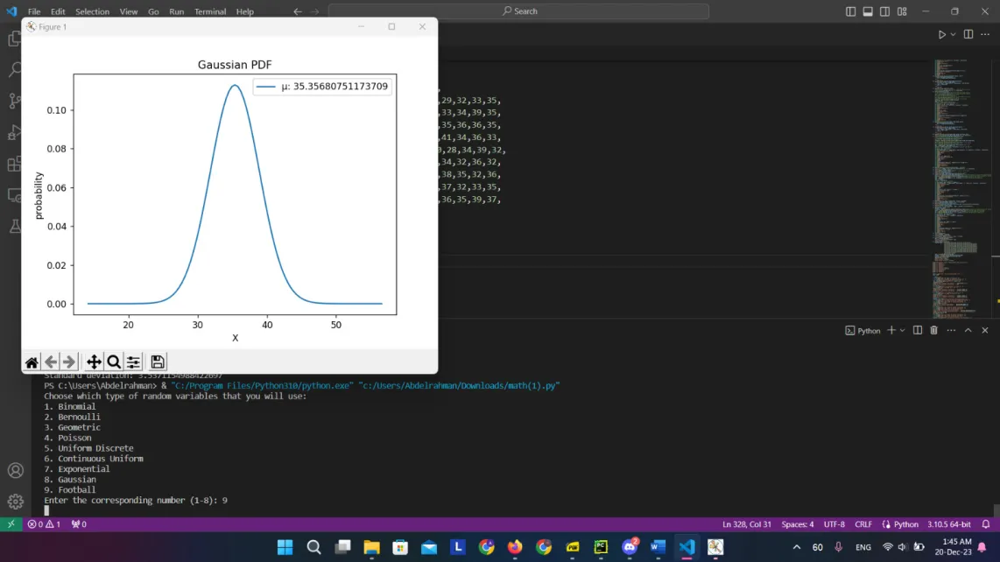 File Edit Selection View Go Run Terminal Help
Search
Figure 1
Gaussian PDF
μ: 35.35680751173709
0.10
0.08
0.06
0.04
0.02
0.00
probability
20 30 40 50
X
,29,32,33,35,
,33,34,39,35,
,35,36,36,35,
,41,34,36,33,
,28,34,39,32,
,34,32,36,32,
,38,35,32,36,
,37,32,33,35,
,36,35,39,37,
Python
Standard deviation: 3.5371154988422697
PS C:\Users\Abdelrahman> & "C:/Program Files/Python310/python.exe" "c:/Users/Abdelrahman/Downloads/math(1).py"
Choose which type of random variables that you will use:
1. Binomial
2. Bernoulli
3. Geometric
4. Poisson
5. Uniform Discrete
6. Continuous Uniform
7. Exponential
8. Gaussian
9. Football
Enter the corresponding number (1-8): 9
0 1 0 Ln 328, Col 31 Spaces: 4 UTF-8 CRLF Python 3.10.5 64-bit
L PW PC 2 W 60 ENG 1:45 AM
20-Dec-23